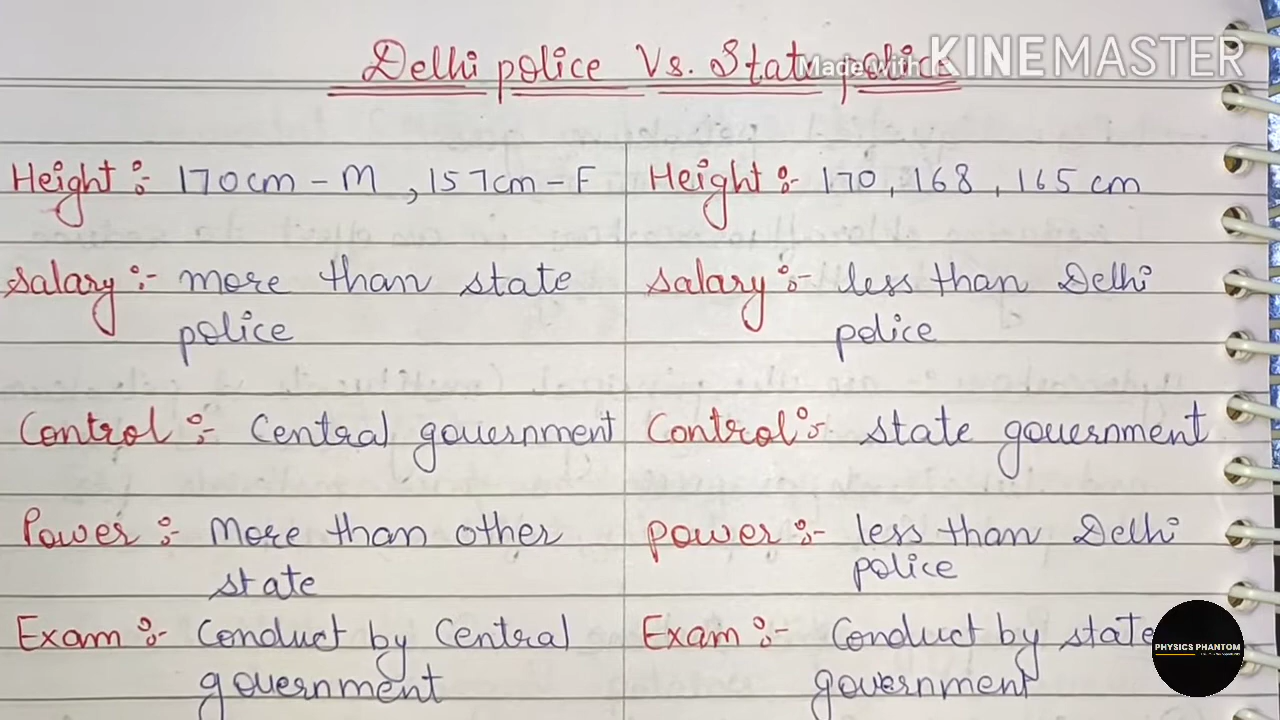 Delhi police Vs. State police
Made with KINEMASTER
Height :- 170cm - M , 157cm - F
Salary :- more than state
police
Control :- Central government
Power :- More than other
state
Exam :- Conduct by Central
government
Height :- 170, 168, 165 cm
Salary :- less than Delhi
police
Control :- state government
power :- less than Delhi
police
Exam :- Conduct by state
government
PHYSICS PHANTOM